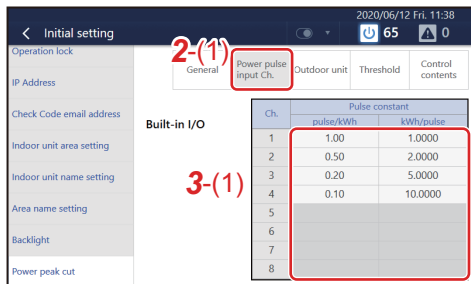 2020/06/12 Fri. 11:38
Initial setting
65
0
Operation lock
IP Address
Check Code email address
Indoor unit area setting
Indoor unit name setting
Area name setting
Backlight
Power peak cut
2-(1)
General
Power pulse
input Ch.
Outdoor unit
Threshold
Control
contents
Built-in I/O
3-(1)
Ch. Pulse constant
pulse/kWh kWh/pulse
1 1.00 1.0000
2 0.50 2.0000
3 0.20 5.0000
4 0.10 10.0000
5
6
7
8